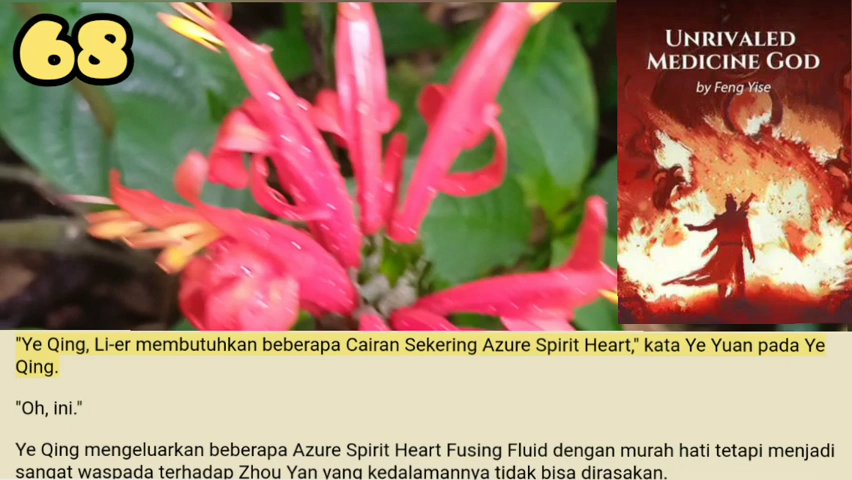 68
UNRIVALED
MEDICINE GOD
by Feng Yise
"Ye Qing, Li-er membutuhkan beberapa Cairan Sekering Azure Spirit Heart," kata Ye Yuan pada Ye
Qing.
"Oh, ini."
Ye Qing mengeluarkan beberapa Azure Spirit Heart Fusing Fluid dengan murah hati tetapi menjadi
sangat waspada terhadap Zhou Yan yang kedalamannya tidak bisa dirasakan.